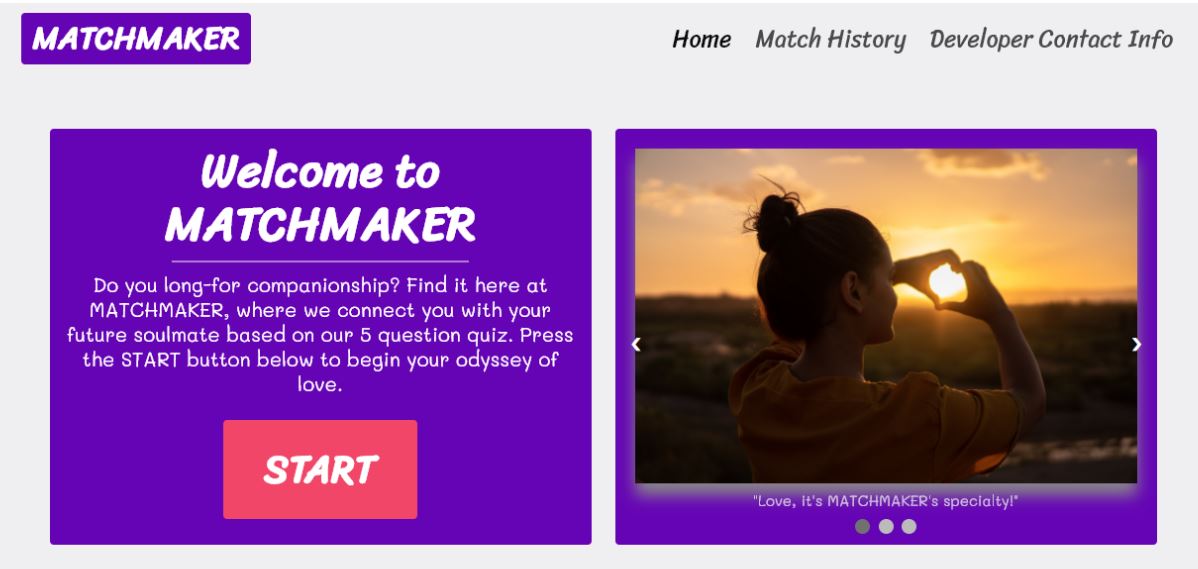 MATCHMAKER
Home Match History Developer Contact Info
Welcome to
MATCHMAKER
Do you long-for companionship? Find it here at
MATCHMAKER, where we connect you with your
future soulmate based on our 5 question quiz. Press
the START button below to begin your odyssey of
love.
START
"Love, it's MATCHMAKER's specialty!"